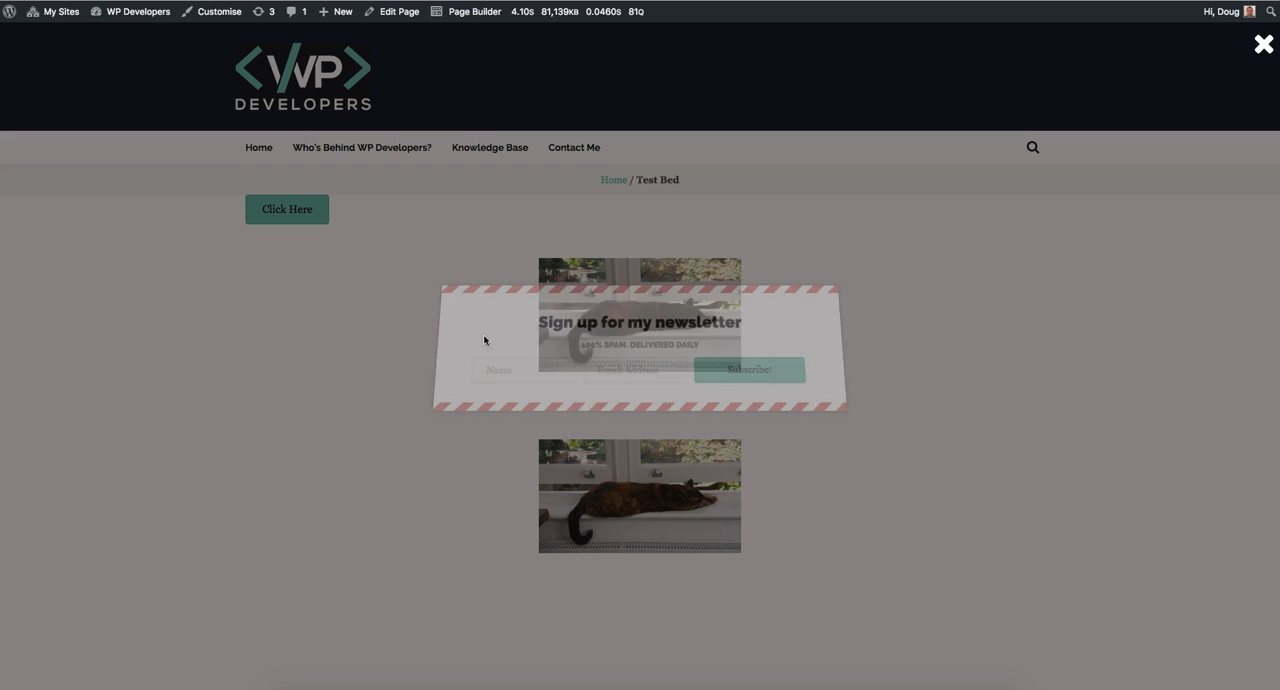 My Sites WP Developers Customise 3 1 New Edit Page Page Builder 4.10S 81,139KB 0.0460S 81Q Hi, Doug
<WP>
DEVELOPERS
Home Who's Behind WP Developers? Knowledge Base Contact Me
Home / Test Bed
Click Here
Sign up for my newsletter
100% SPAM. DELIVERED DAILY
Name Email Address Subscribe!